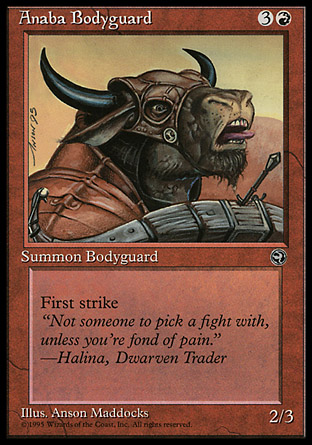 Anaba Bodyguard 3
Summon Bodyguard
First strike
“Not someone to pick a fight with,
unless you’re fond of pain.”
—Halina, Dwarven Trader
Illus. Anson Maddocks 2/3
©1995 Wizards of the Coast, Inc. All rights reserved.